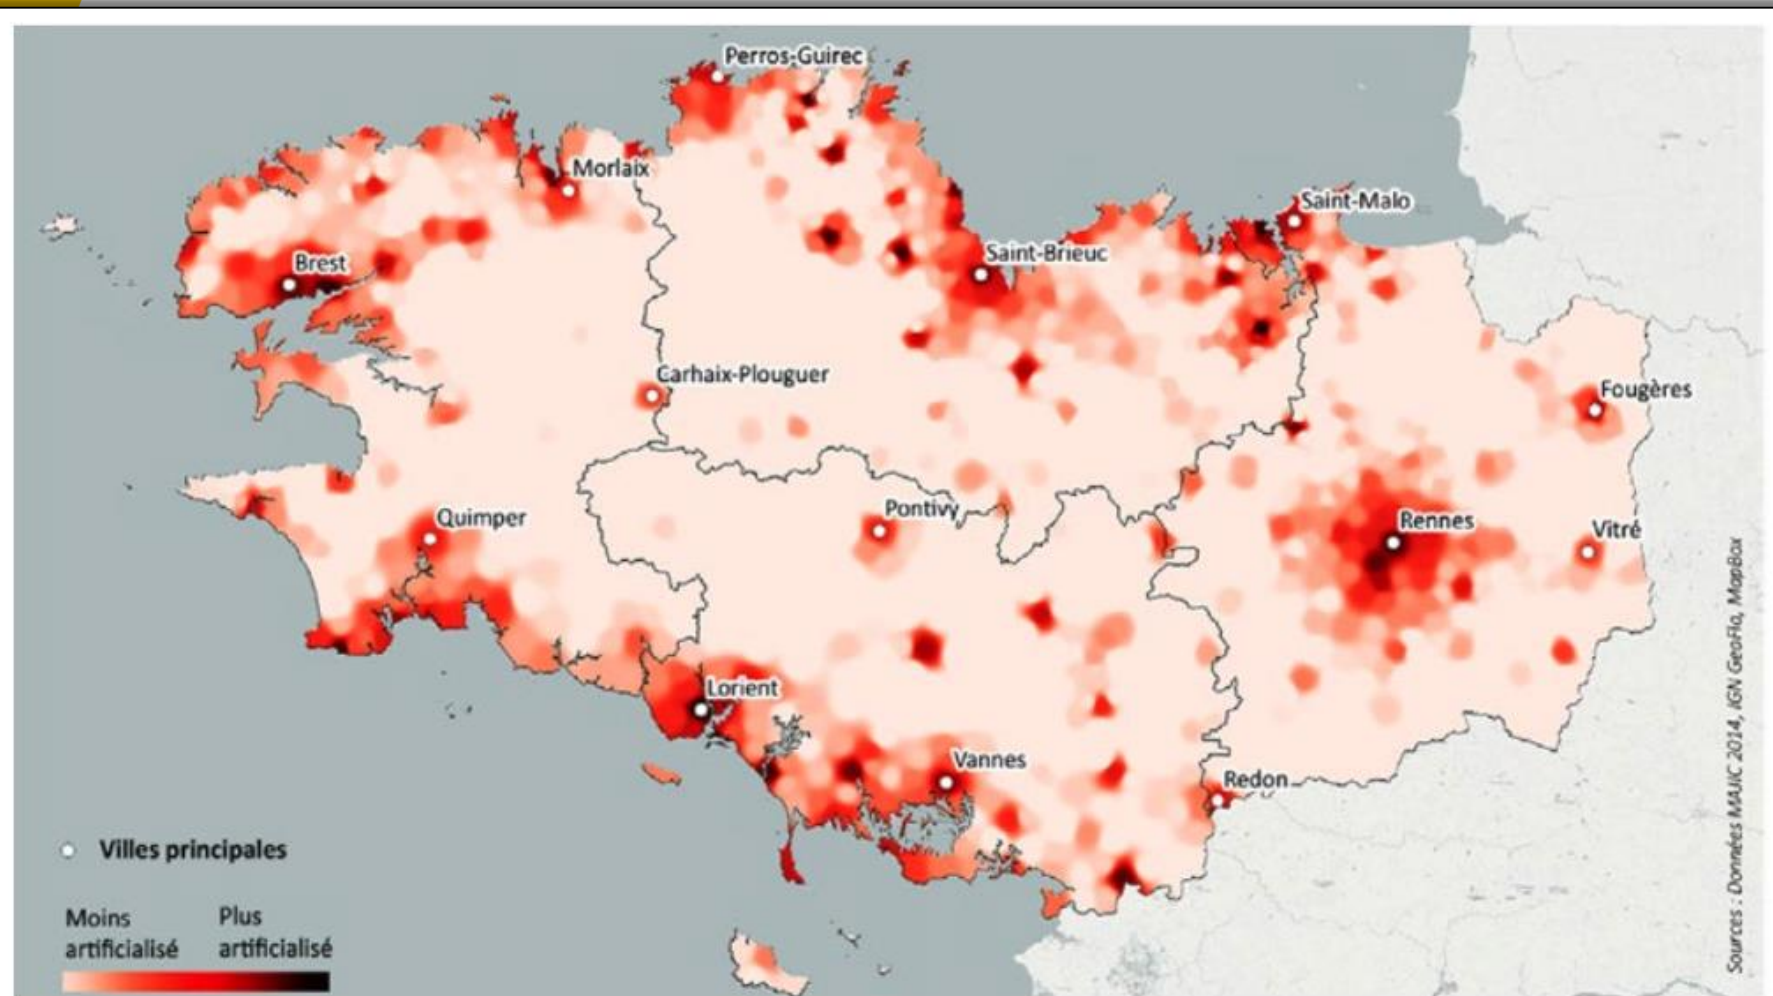 Perros-Guirec
Morlaix
Saint-Malo
Brest
Saint-Brieuc
Carhaix-Plouguer
Fougères
Quimper
Pontivy
Rennes
Vitré
Lorient
Vannes
Redon
Villes principales
Moins
artificialisé
Plus
artificialisé
Sources : Données MAJIC 2014, IGN GeoFla, MapBox